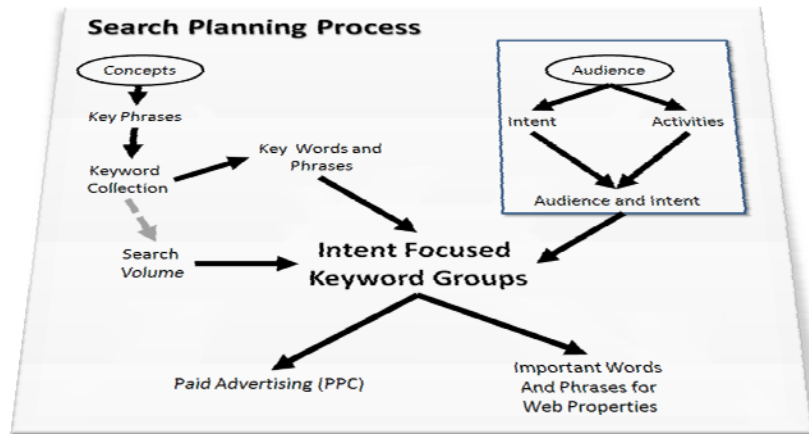 Search Planning Process
Concepts
Audience
Key Phrases
Intent
Activities
Keyword
Collection
Key Words and
Phrases
Audience and Intent
Search
Volume
Intent Focused
Keyword Groups
Paid Advertising (PPC)
Important Words
And Phrases for
Web Properties